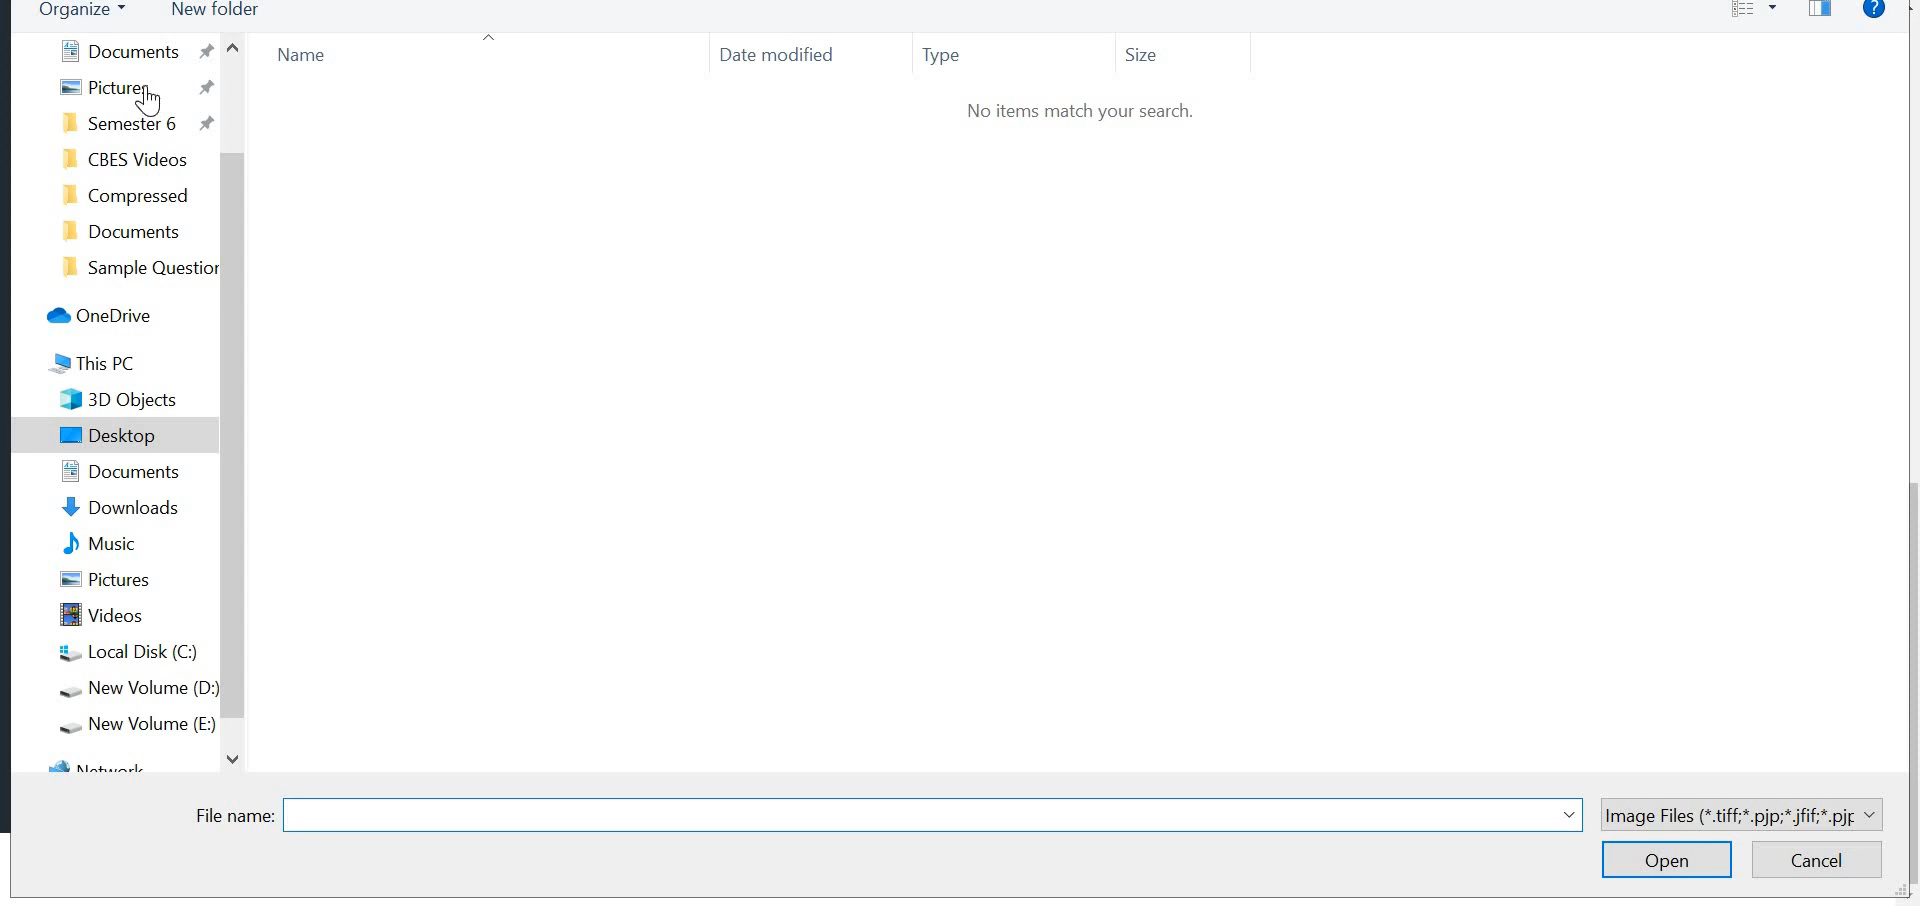 Organize New folder
?
Name Date modified Type Size
No items match your search.
Documents
Pictures
Semester 6
CBES Videos
Compressed
Documents
Sample Question
OneDrive
This PC
3D Objects
Desktop
Documents
Downloads
Music
Pictures
Videos
Local Disk (C:)
New Volume (D:)
New Volume (E:)
Network
File name:
Image Files (*.tiff;*.pjp;*.jfif;*.pjp
Open Cancel